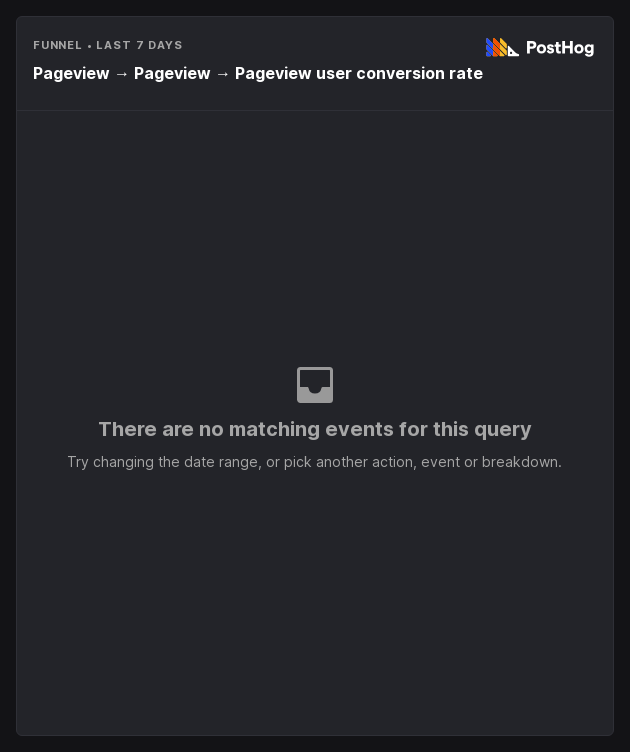 FUNNEL • LAST 7 DAYS
PostHog
Pageview → Pageview → Pageview user conversion rate
There are no matching events for this query
Try changing the date range, or pick another action, event or breakdown.